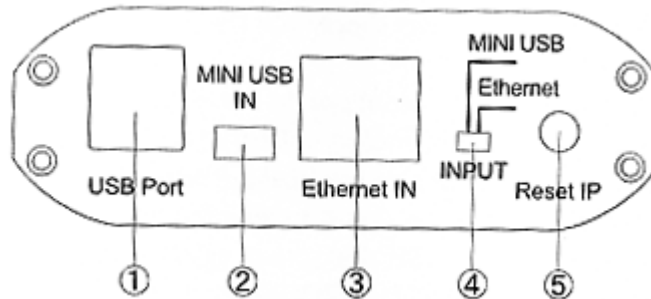 MINI USB
MINI USB
IN
Ethernet
USB Port
Ethernet IN
INPUT
Reset IP
① ② ③ ④ ⑤